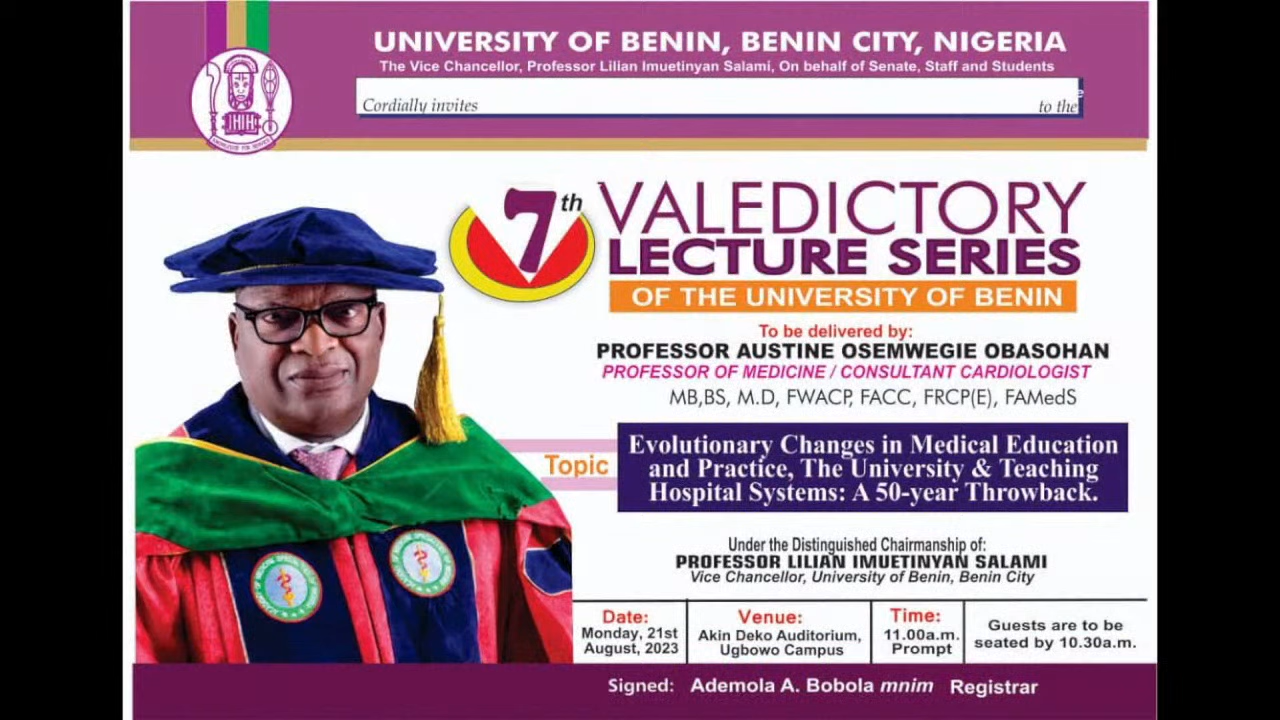 UNIVERSITY OF BENIN, BENIN CITY, NIGERIA
The Vice Chancellor, Professor Lilian Imuetinyan Salami, On behalf of Senate, Staff and Students
Cordially invites to the
7th VALEDICTORY
LECTURE SERIES
OF THE UNIVERSITY OF BENIN
To be delivered by:
PROFESSOR AUSTINE OSEMWEGIE OBASOHAN
PROFESSOR OF MEDICINE / CONSULTANT CARDIOLOGIST
MB,BS, M.D, FWACP, FACC, FRCP(E), FAMedS
Topic
Evolutionary Changes in Medical Education
and Practice, The University & Teaching
Hospital Systems: A 50-year Throwback.
Under the Distinguished Chairmanship of:
PROFESSOR LILIAN IMUETINYAN SALAMI
Vice Chancellor, University of Benin, Benin City
Date:
Monday, 21st
August, 2023
Venue:
Akin Deko Auditorium,
Ugbowo Campus
Time:
11.00a.m.
Prompt
Guests are to be
seated by 10.30a.m.
Signed: Ademola A. Bobola mnim Registrar